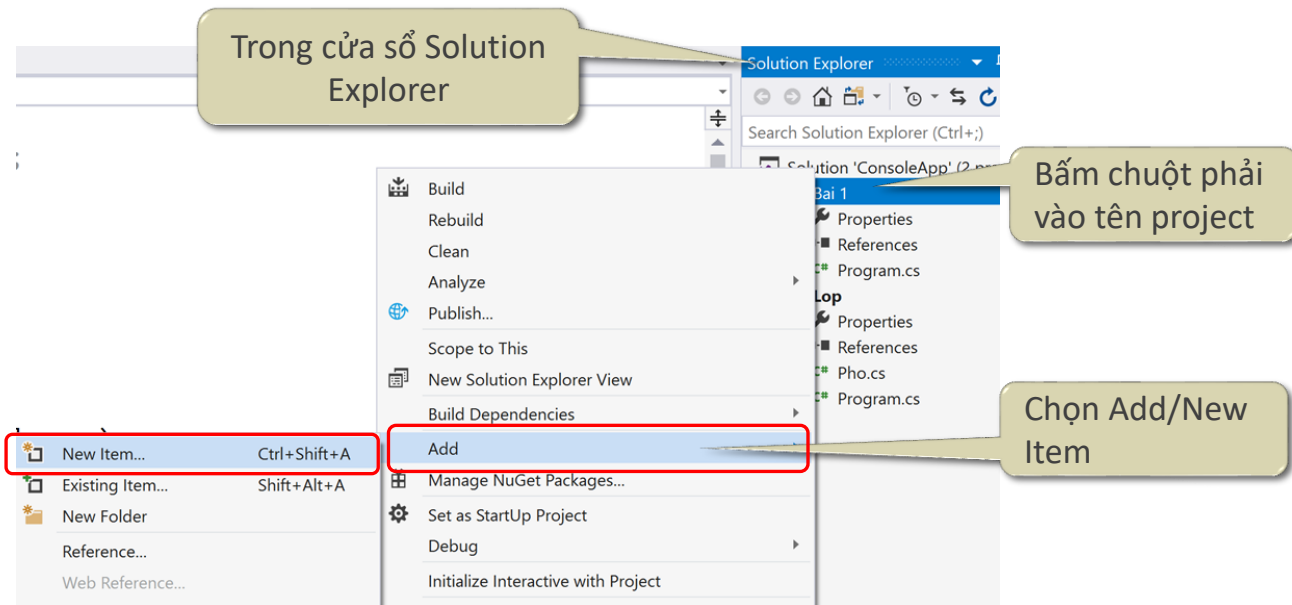 Trong cửa sổ Solution
Explorer
Solution Explorer
Search Solution Explorer (Ctrl+;)
;
Solution 'ConsoleApp' (2
Bấm chuột phải
vào tên project
Bai 1
Properties
References
Program.cs
Lop
Properties
References
Pho.cs
Program.cs
Build
Rebuild
Clean
Analyze
Publish...
Scope to This
New Solution Explorer View
Build Dependencies
Add
Manage NuGet Packages...
Set as StartUp Project
Debug
Initialize Interactive with Project
Chọn Add/New
Item
New Item... Ctrl+Shift+A
Existing Item... Shift+Alt+A
New Folder
Reference...
Web Reference...